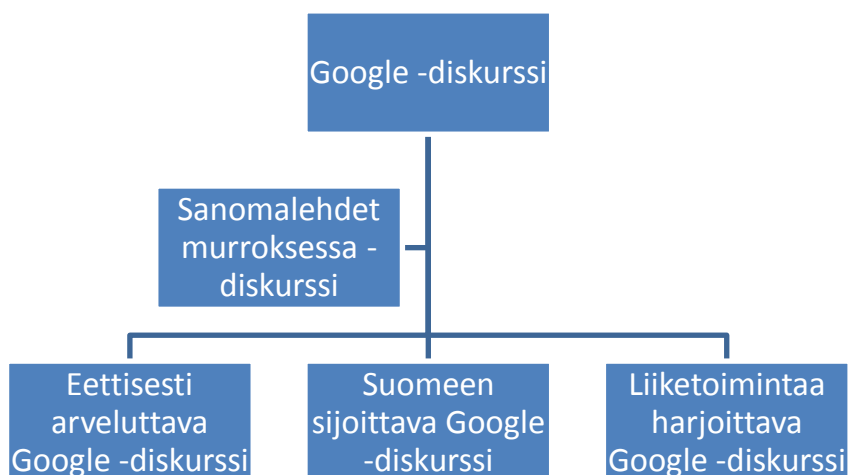 Google -diskurssi
Sanomalehdet
murroksessa -
diskurssi
Eettisesti
arveluttava
Google -diskurssi
Suomeen
sijoittava Google
-diskurssi
Liiketoimintaa
harjoittava
Google -diskurssi